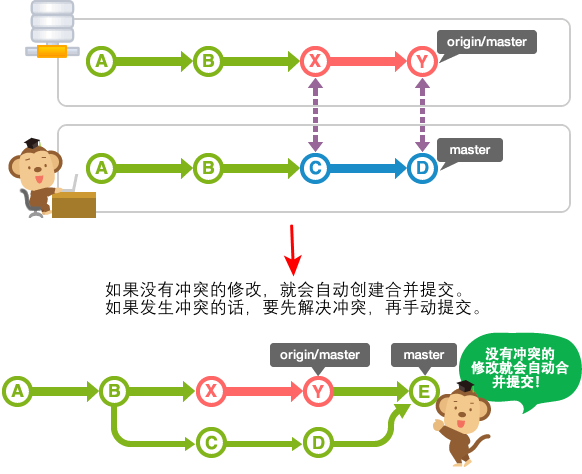 origin/master
A B X Y
master
A B C D
如果没有冲突的修改，就会自动创建合并提交。
如果发生冲突的话，要先解决冲突，再手动提交。
origin/master master
没有冲突的
修改就会自动合
并提交！
A B X Y E
C D